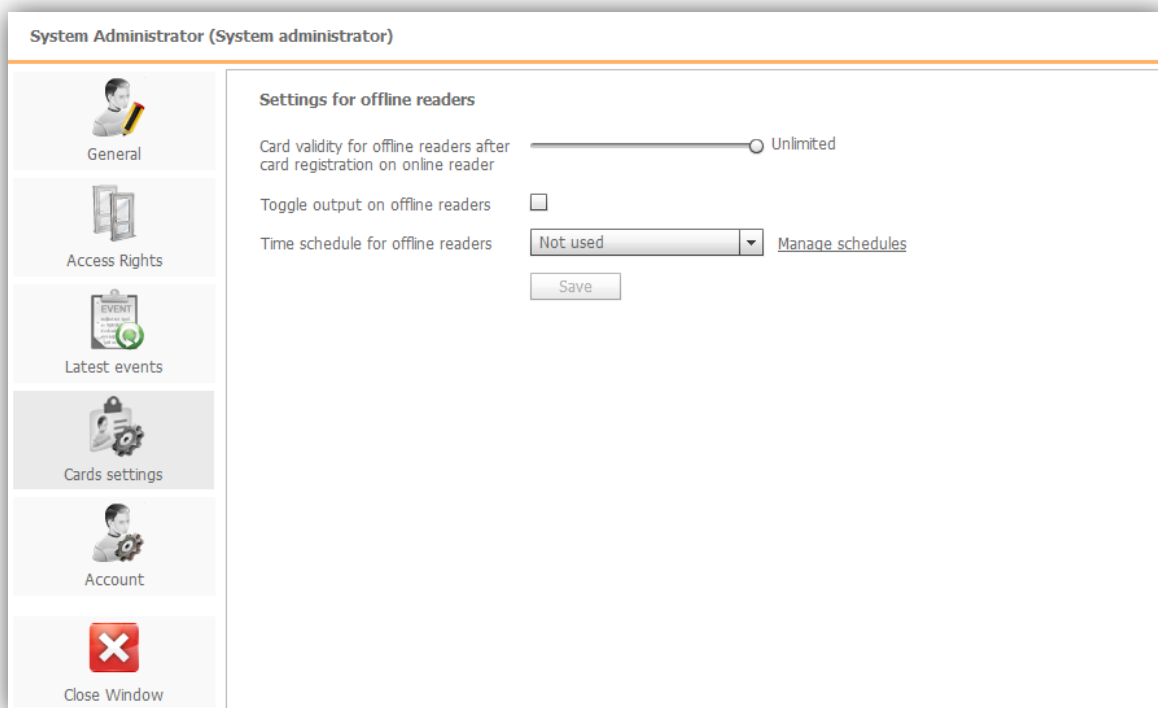 System Administrator (System administrator)
General
Access Rights
EVENT
Latest events
Cards settings
Account
Close Window
Settings for offline readers
Card validity for offline readers after
card registration on online reader
Unlimited
Toggle output on offline readers
Time schedule for offline readers
Not used
Manage schedules
Save